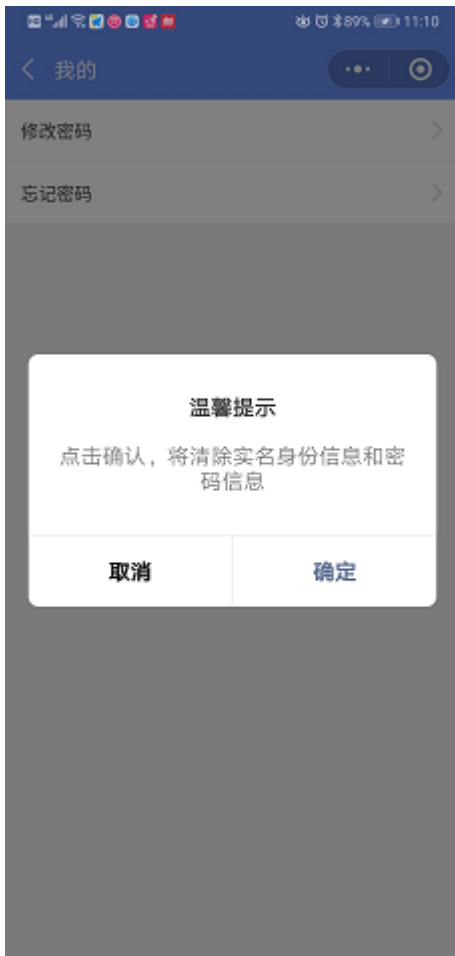 89% 11:10
我的
修改密码
忘记密码
温馨提示
点击确认，将清除实名身份信息和密
码信息
取消
确定